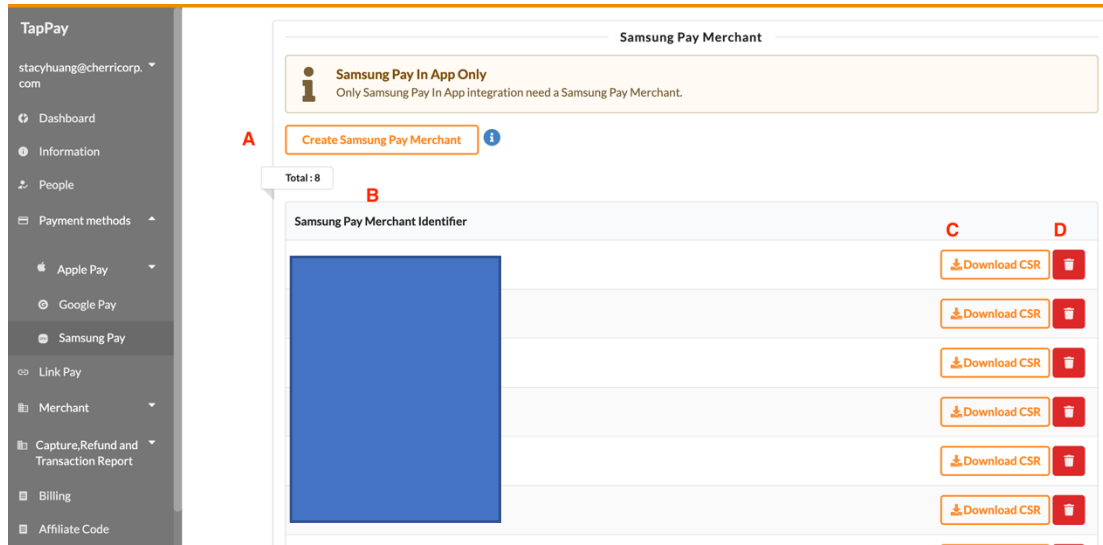 TapPay
stacyhuang@cherricorp.
com
Dashboard
Information
People
Payment methods
Apple Pay
Google Pay
Samsung Pay
Link Pay
Merchant
Capture,Refund and
Transaction Report
Billing
Affiliate Code
Samsung Pay Merchant
Samsung Pay In App Only
Only Samsung Pay In App integration need a Samsung Pay Merchant.
A
Create Samsung Pay Merchant
Total : 8
B
Samsung Pay Merchant Identifier
C D
Download CSR
Download CSR
Download CSR
Download CSR
Download CSR
Download CSR